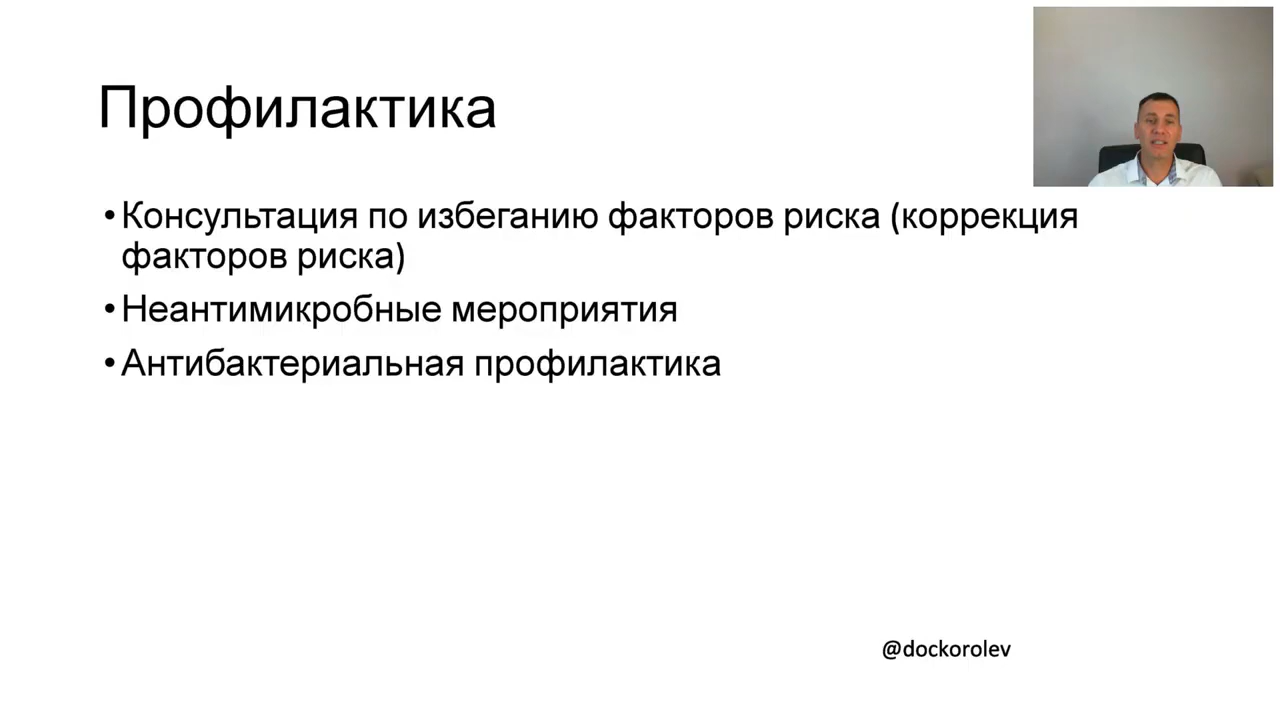 Профилактика
•Консультация по избеганию факторов риска (коррекция
факторов риска)
•Неантимикробные мероприятия
•Антибактериальная профилактика
@dockorolev